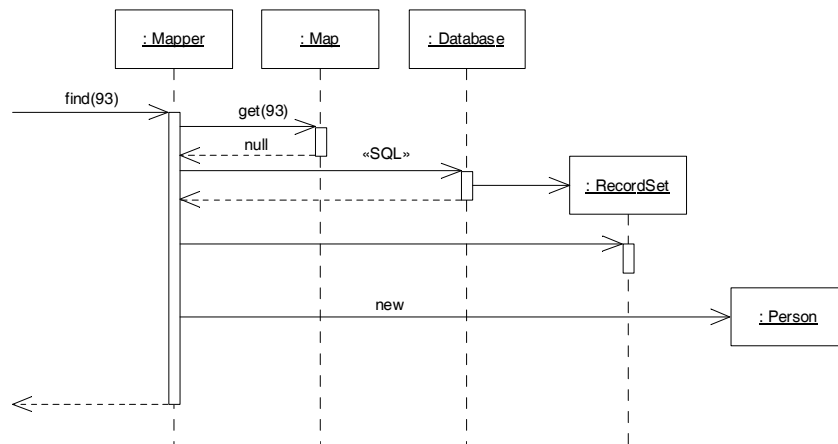 : Mapper
: Map
: Database
find(93)
get(93)
null
«SQL»
: RecordSet
new
: Person